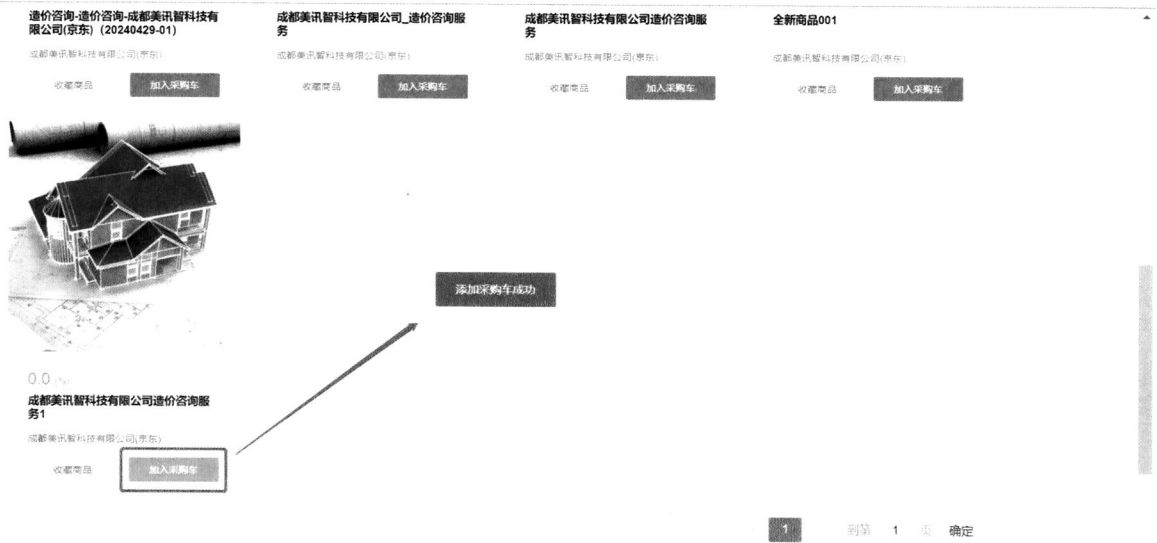 造价咨询-造价咨询-成都美讯智科技有
限公司(京东)（20240429-01）
成都美讯智科技有限公司(京东)
收藏商品 加入采购车
成都美讯智科技有限公司_造价咨询服
务
成都美讯智科技有限公司(京东)
收藏商品 加入采购车
成都美讯智科技有限公司造价咨询服
务
成都美讯智科技有限公司(京东)
收藏商品 加入采购车
全新商品001
成都美讯智科技有限公司(京东)
收藏商品 加入采购车
添加采购车成功
0.0
成都美讯智科技有限公司造价咨询服
务1
成都美讯智科技有限公司(京东)
收藏商品 加入采购车
1 到第 1 页 确定